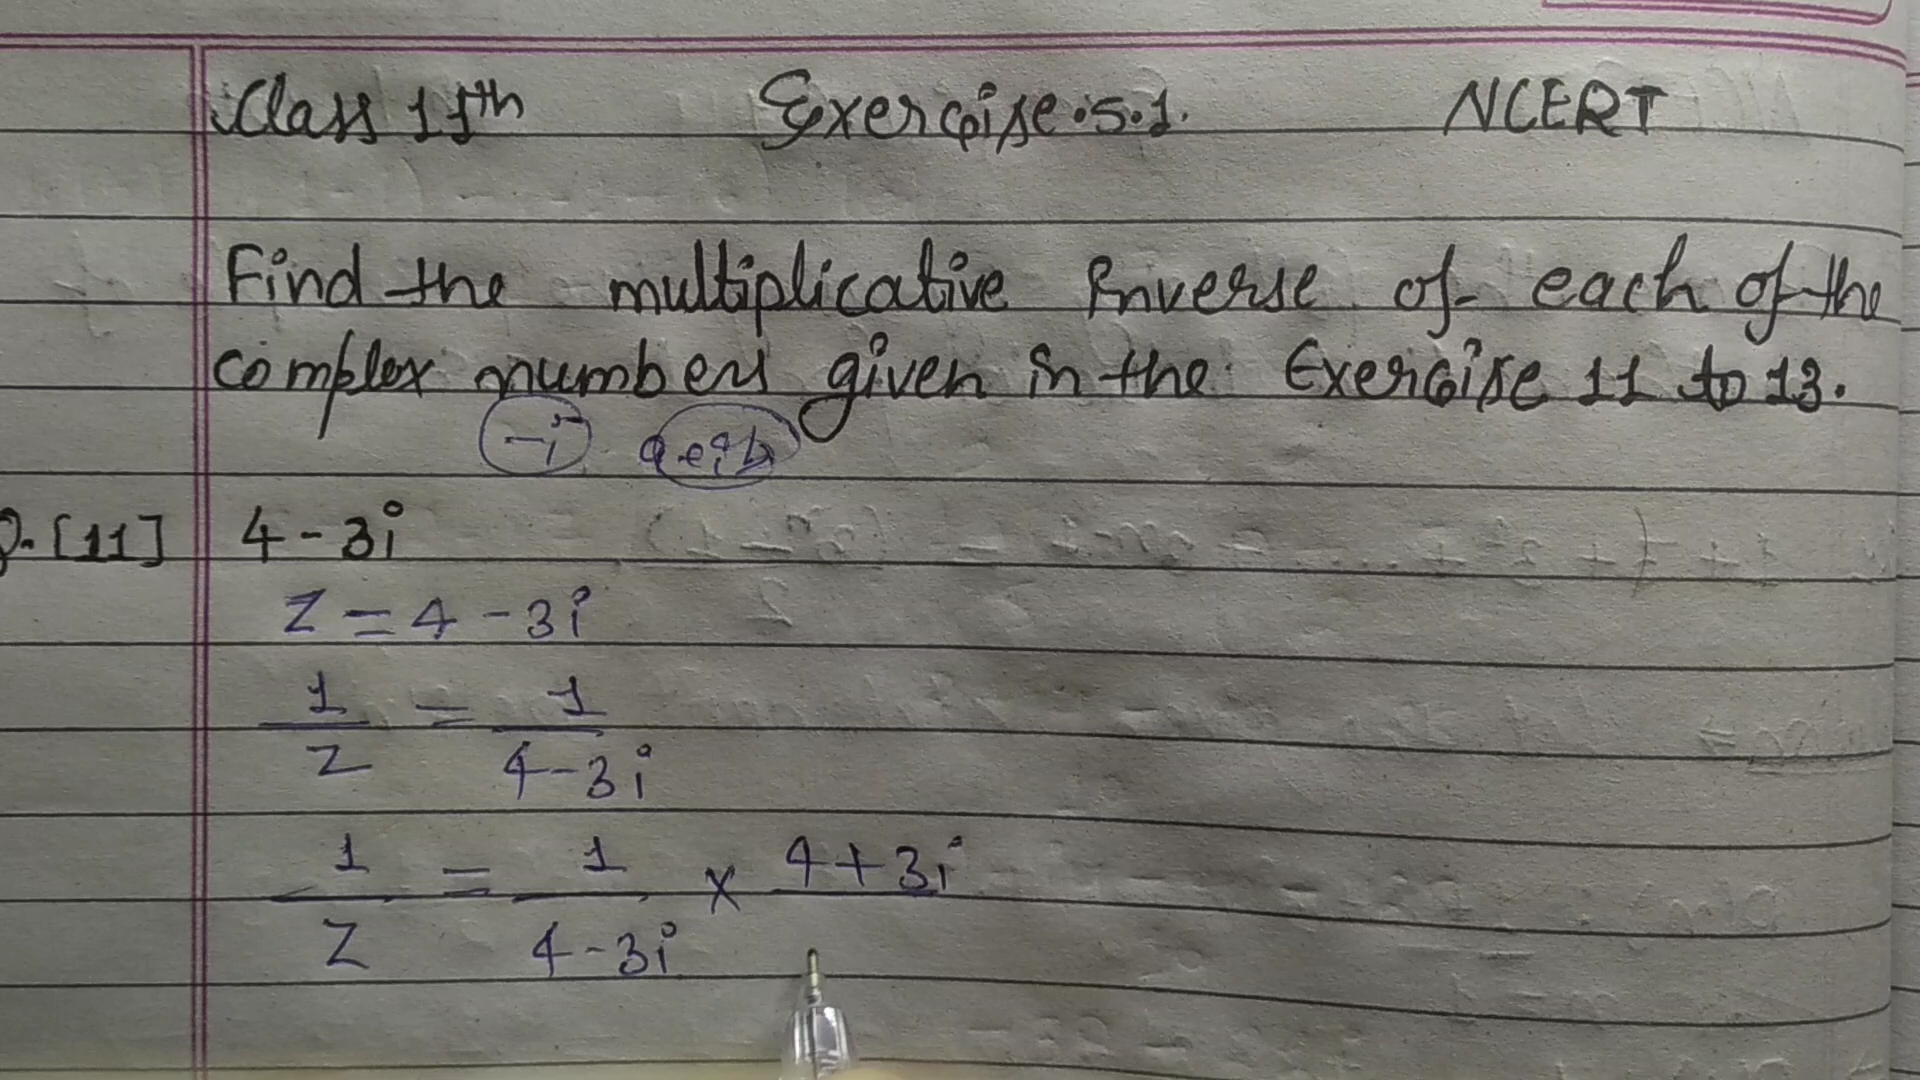 Class 11th Exercise.5.1. NCERT
Find the multiplicative Inverse of each of the
complex numbers given in the Exercise 11 to 13.
-i a+ib
Q.[11] 4-3i
Z = 4-3i
1/Z = 1/4-3i
1/Z = 1/4-3i × 4+3i